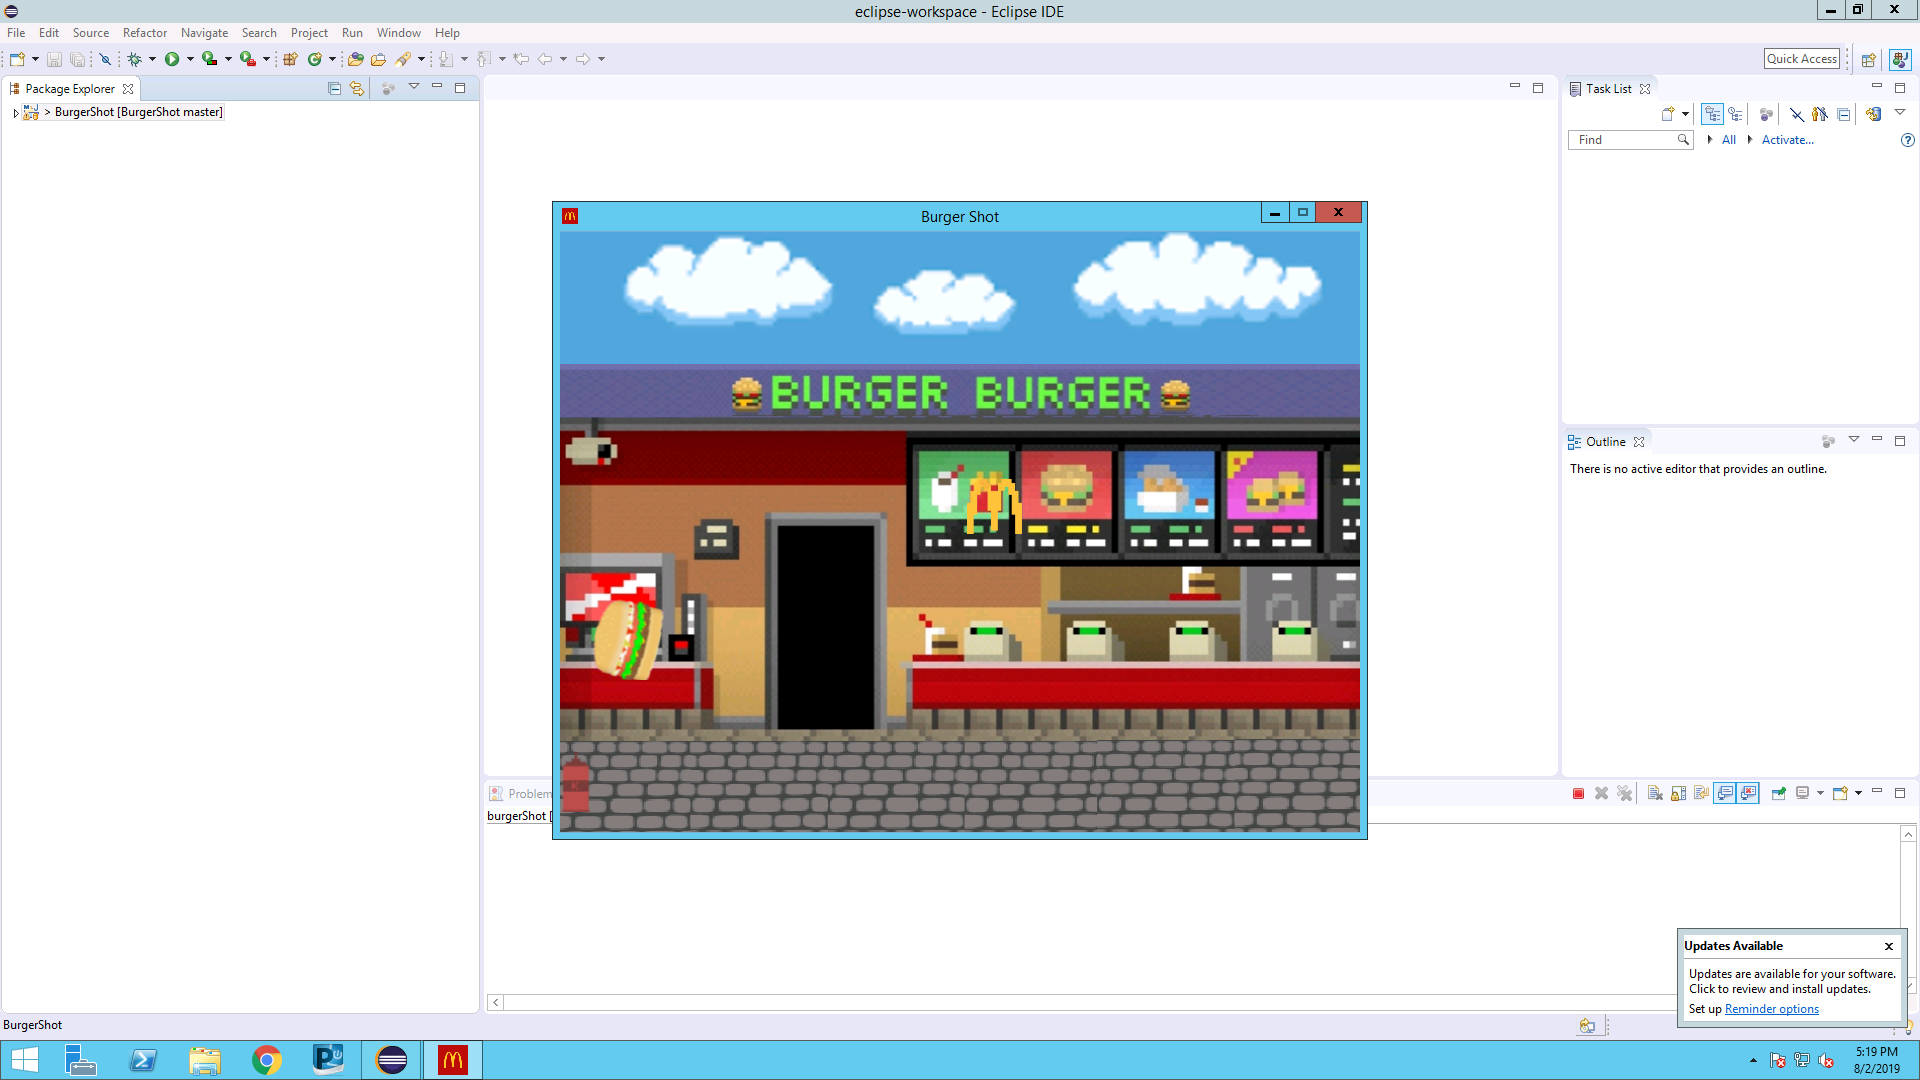 eclipse-workspace - Eclipse IDE
File Edit Source Refactor Navigate Search Project Run Window Help
Quick Access
Package Explorer
> BurgerShot [BurgerShot master]
Task List
Find
All
Activate...
Burger Shot
BURGER BURGER
Outline
There is no active editor that provides an outline.
Problem
burgerShot [
Updates Available
Updates are available for your software.
Click to review and install updates.
Set up Reminder options
BurgerShot
5:19 PM
8/2/2019